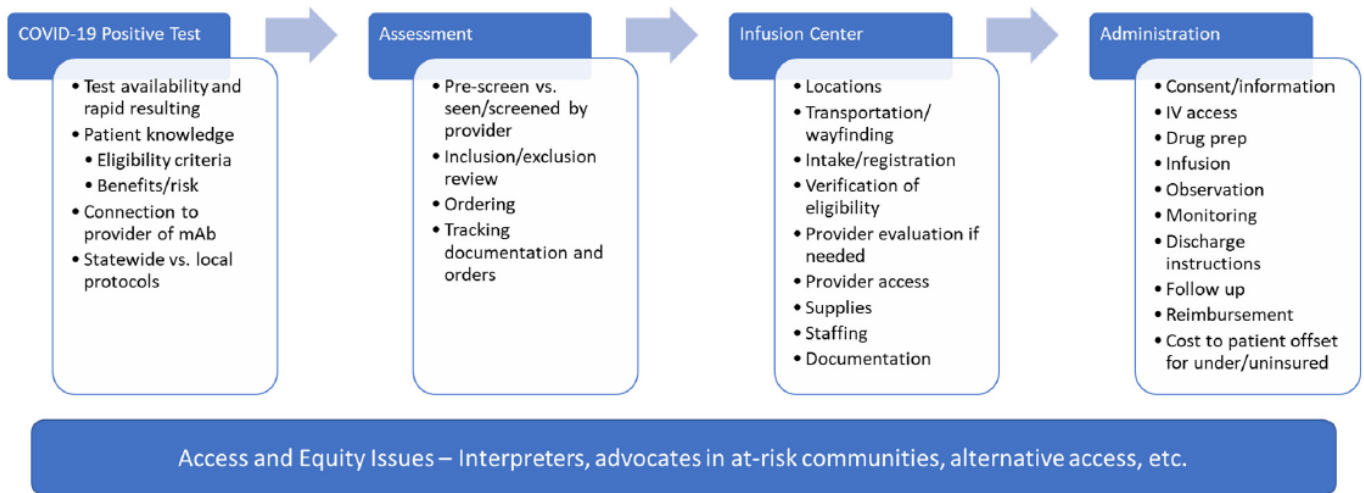 COVID-19 Positive Test
• Test availability and
rapid resulting
• Patient knowledge
• Eligibility criteria
• Benefits/risk
• Connection to
provider of mAb
• Statewide vs. local
protocols
Assessment
• Pre-screen vs.
seen/screened by
provider
• Inclusion/exclusion
review
• Ordering
• Tracking
documentation and
orders
Infusion Center
• Locations
• Transportation/
wayfinding
• Intake/registration
• Verification of
eligibility
• Provider evaluation if
needed
• Provider access
• Supplies
• Staffing
• Documentation
Administration
• Consent/information
• IV access
• Drug prep
• Infusion
• Observation
• Monitoring
• Discharge
instructions
• Follow up
• Reimbursement
• Cost to patient offset
for under/uninsured
Access and Equity Issues – Interpreters, advocates in at-risk communities, alternative access, etc.